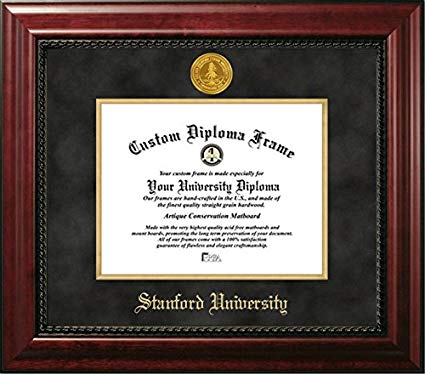 Custom Diploma Frame
Your custom frame is made especially for
Your University Diploma
Our frames are hand-crafted in the U.S., and made
of the finest quality straight grain hardwood.
Artique Conservation Matboard
Made with the very highest quality acid free matboards and
mount boards, promoting the long term preservation of your document.
All of our frames come with a 100% satisfaction
guarantee of flawless and elegant craftsmanship.
Stanford University